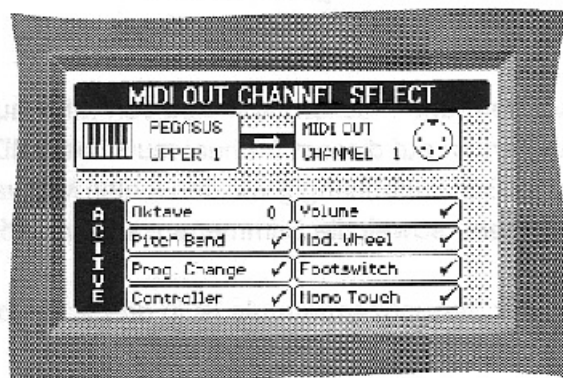 MIDI OUT CHANNEL SELECT
PEGASUS
UPPER 1
MIDI OUT
CHANNEL 1
ACTIVE
Oktave 0
Volume ✓
Pitch Bend ✓
Mod. Wheel ✓
Prog. Change ✓
Footswitch ✓
Controller ✓
Mono Touch ✓